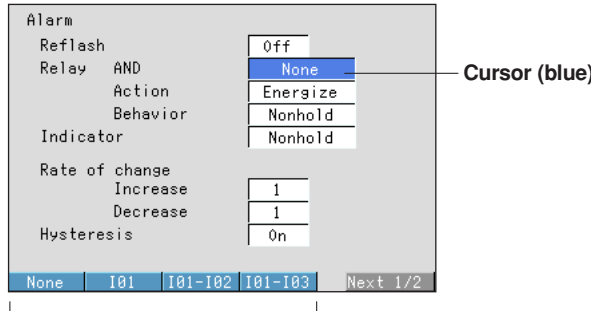 Alarm
Reflash Off
Relay AND None
Cursor (blue)
Action Energize
Behavior Nonhold
Indicator Nonhold
Rate of change
Increase 1
Decrease 1
Hysteresis On
None I01 I01-I02 I01-I03 Next 1/2